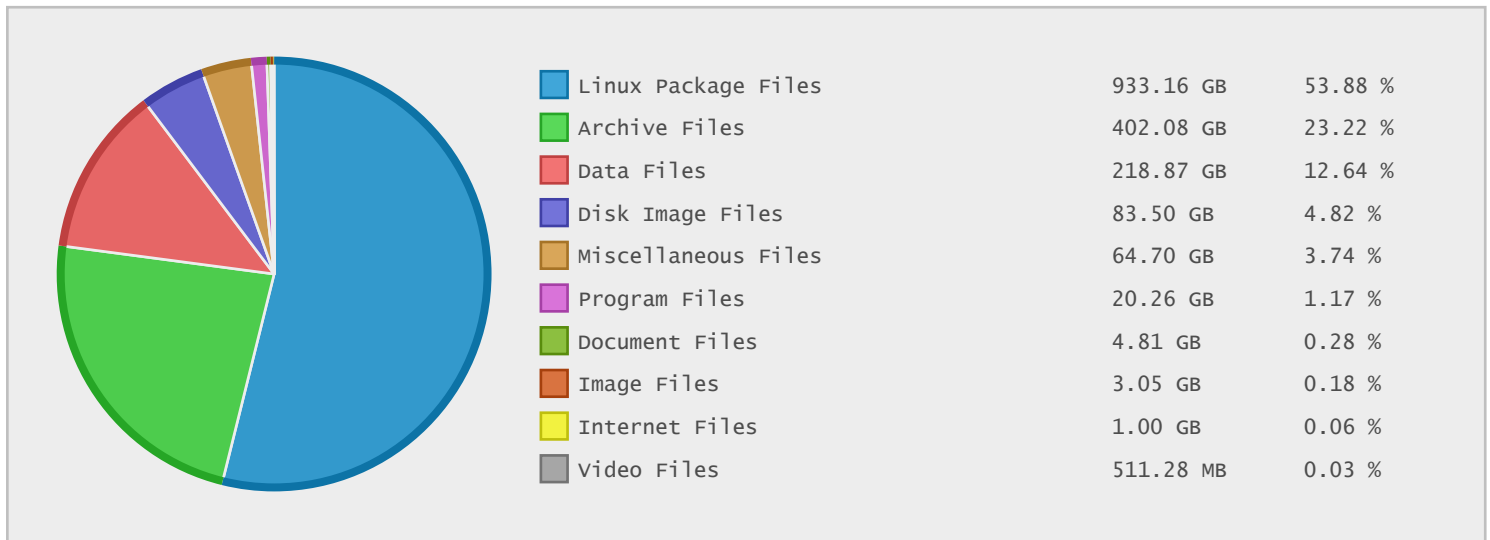 Linux Package Files 933.16 GB 53.88 %
Archive Files 402.08 GB 23.22 %
Data Files 218.87 GB 12.64 %
Disk Image Files 83.50 GB 4.82 %
Miscellaneous Files 64.70 GB 3.74 %
Program Files 20.26 GB 1.17 %
Document Files 4.81 GB 0.28 %
Image Files 3.05 GB 0.18 %
Internet Files 1.00 GB 0.06 %
Video Files 511.28 MB 0.03 %